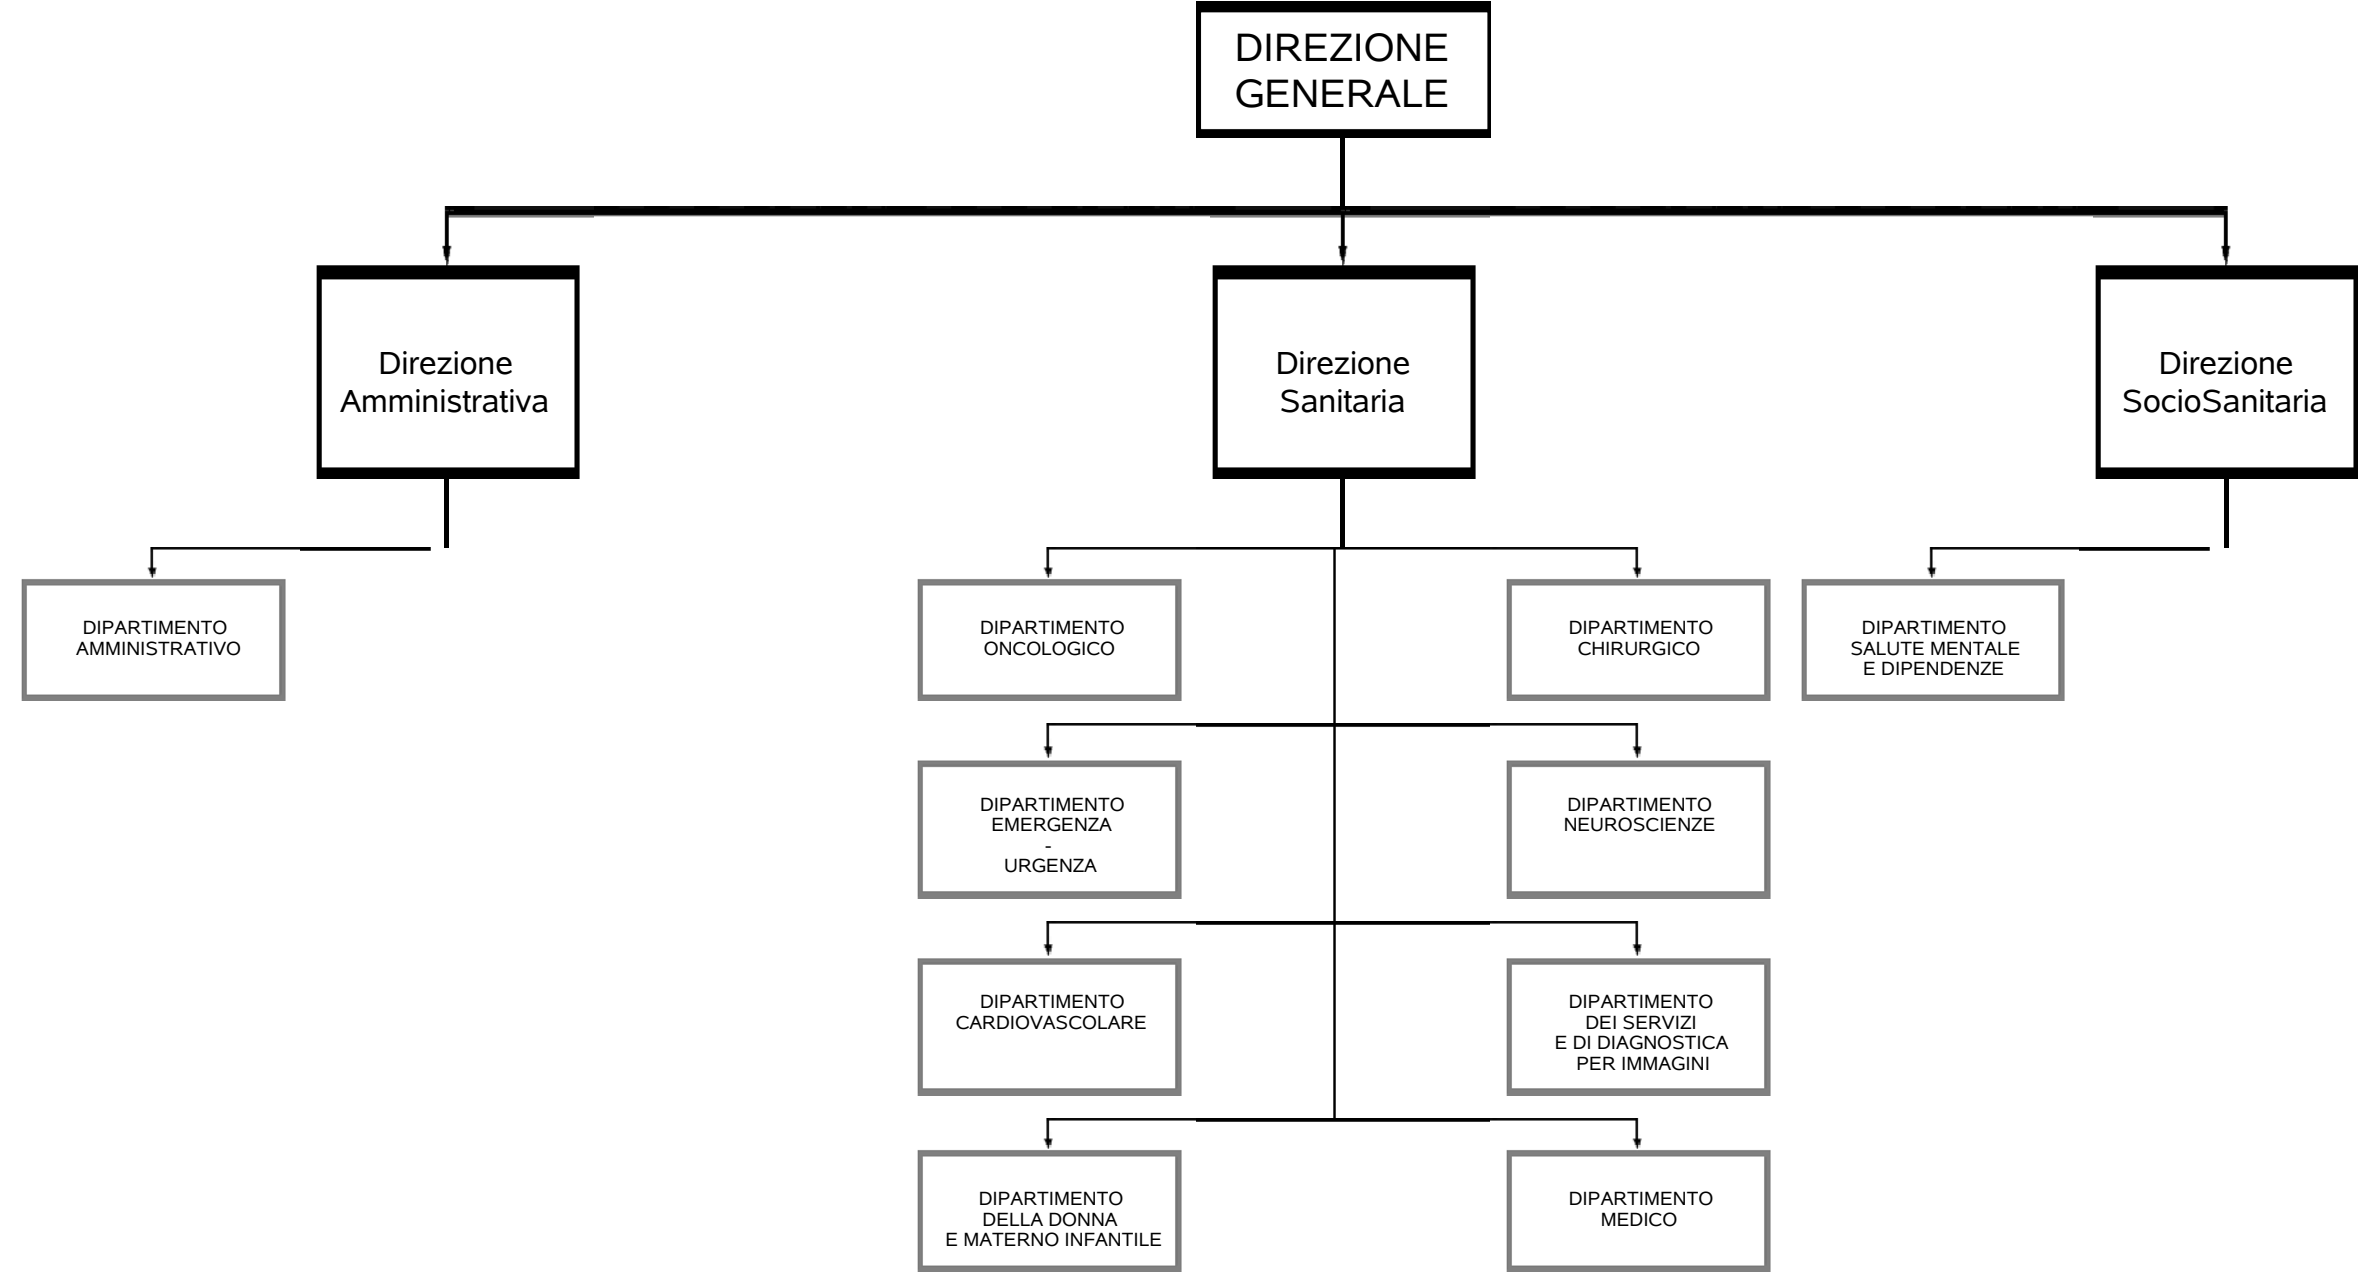 DIREZIONE
GENERALE
Direzione
Amministrativa
Direzione
Sanitaria
Direzione
SocioSanitaria
DIPARTIMENTO
AMMINISTRATIVO
DIPARTIMENTO
ONCOLOGICO
DIPARTIMENTO
CHIRURGICO
DIPARTIMENTO
SALUTE MENTALE
E DIPENDENZE
DIPARTIMENTO
EMERGENZA
-
URGENZA
DIPARTIMENTO
NEUROSCIENZE
DIPARTIMENTO
CARDIOVASCOLARE
DIPARTIMENTO
DEI SERVIZI
E DI DIAGNOSTICA
PER IMMAGINI
DIPARTIMENTO
DELLA DONNA
E MATERNO INFANTILE
DIPARTIMENTO
MEDICO